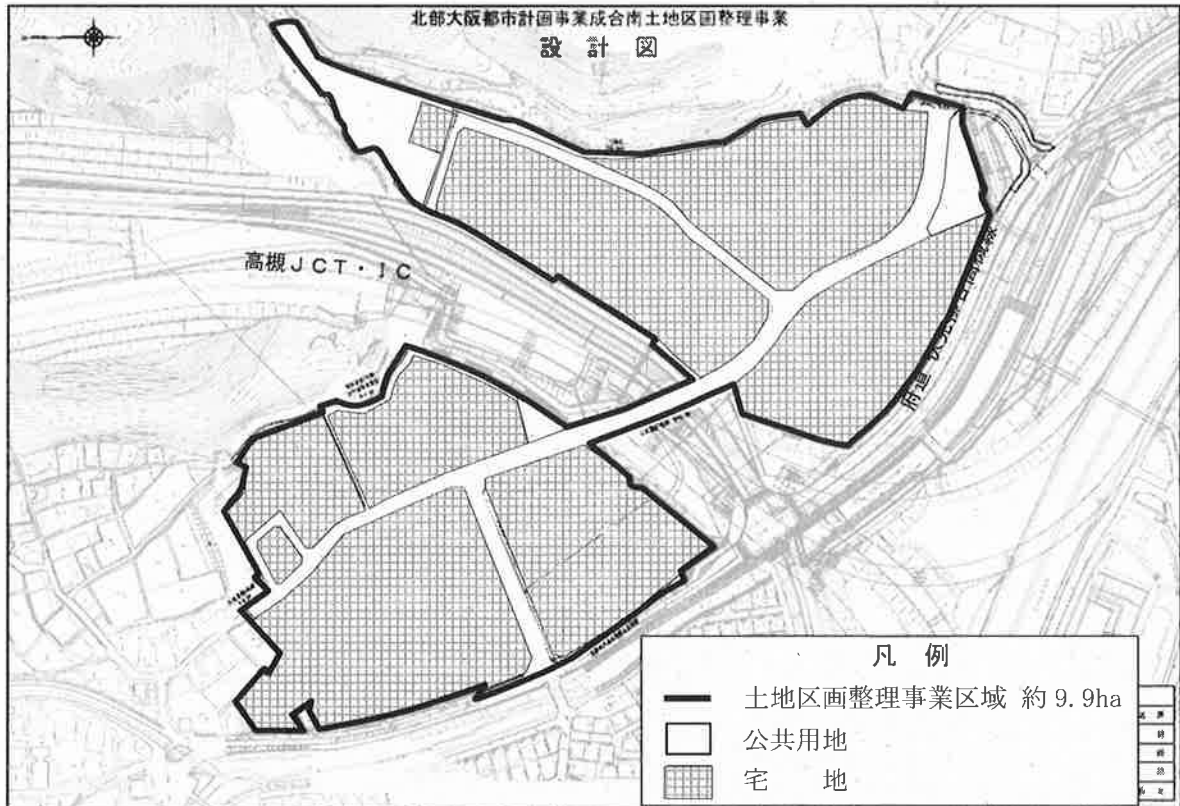 北部大阪都市計画事業成合南土地区画整理事業
設計図
高槻JCT・IC
府道
凡例
土地区画整理事業区域 約9.9ha
公共用地
宅地